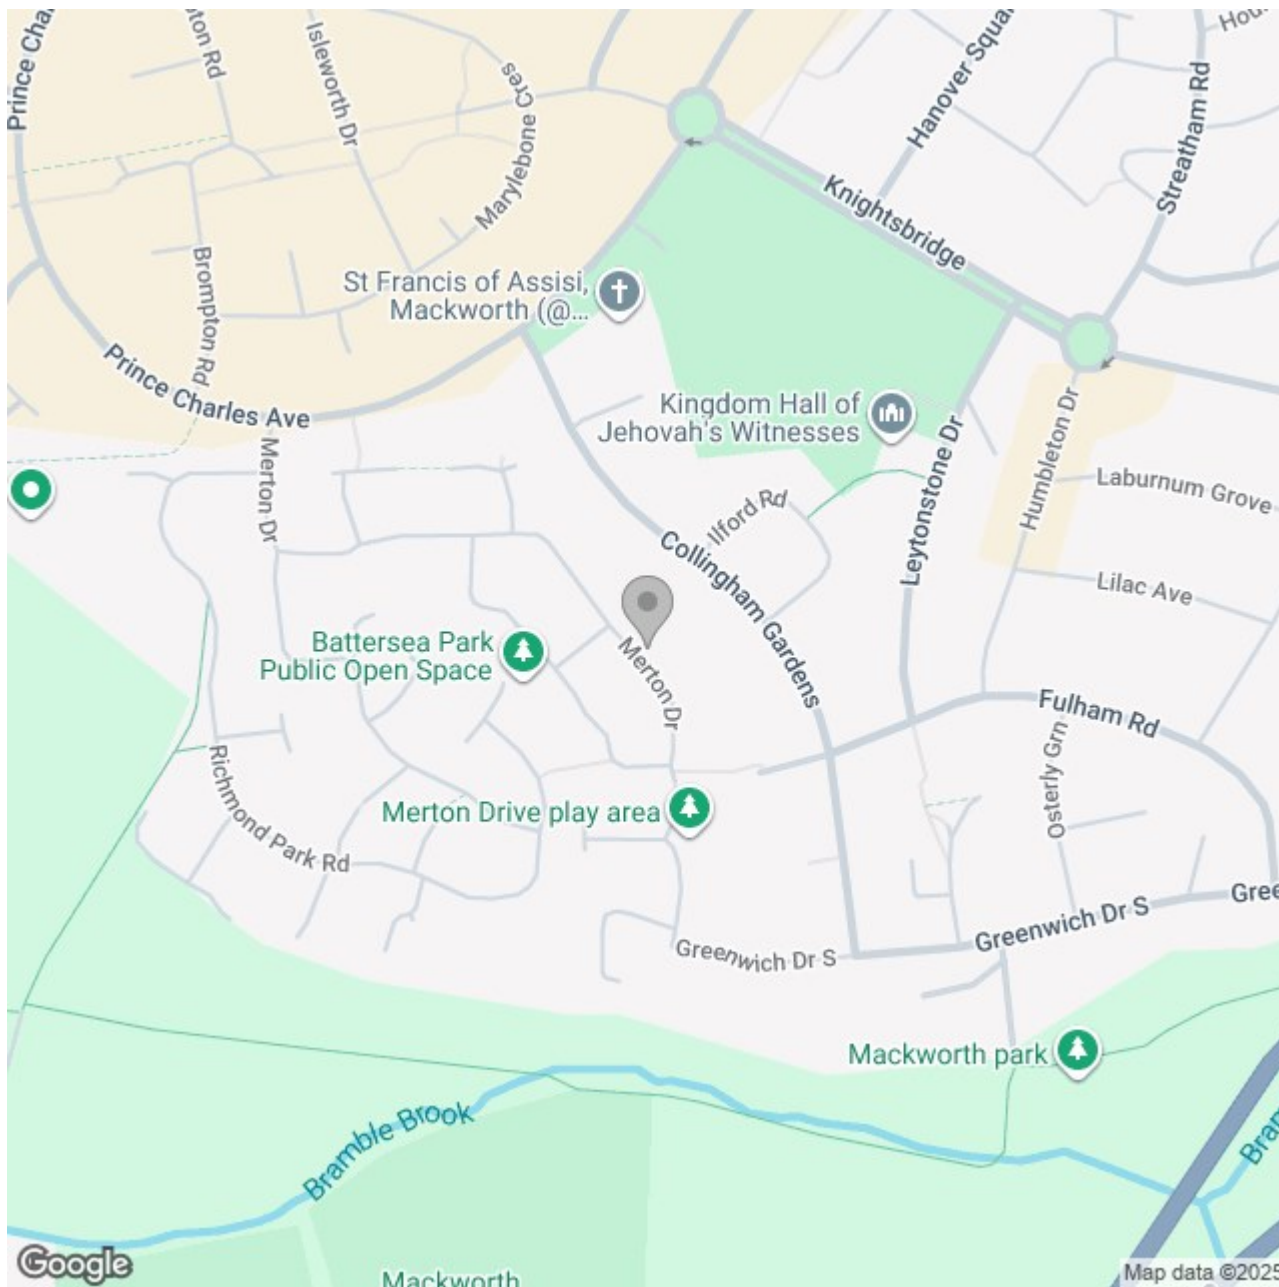 Prince Cha
ton Rd
Isleworth Dr
Marylebone Cres
Hanover Squa
Streatham Rd
Hou
Knightsbridge
Brompton Rd
St Francis of Assisi,
Mackworth (@...
Prince Charles Ave
Kingdom Hall of
Jehovah's Witnesses
Merton Dr
Leytonstone Dr
Humbleton Dr
Laburnum Grove
Ilford Rd
Collingham Gardens
Lilac Ave
Battersea Park
Public Open Space
Merton Dr
Fulham Rd
Osterly Grn
Richmond Park Rd
Merton Drive play area
Gree
Greenwich Dr S
Greenwich Dr S
Mackworth park
Bramble Brook
Bran
Google
Mackworth
Map data ©2025